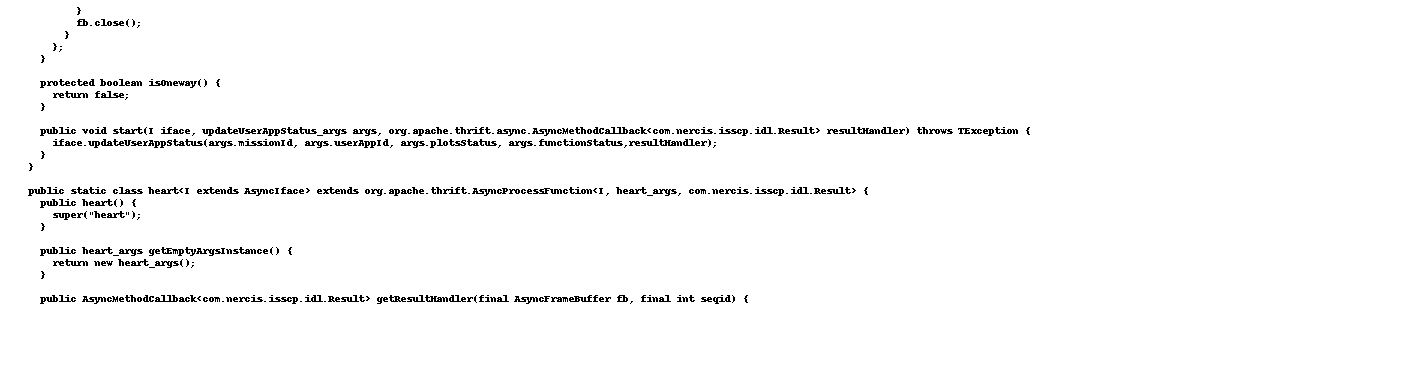 }
        fb.close();
      }
    };
  }

  protected boolean isOneway() {
    return false;
  }

  public void start(I iface, updateUserAppStatus_args args, org.apache.thrift.async.AsyncMethodCallback<com.nercis.isscp.idl.Result> resultHandler) throws TException {
    iface.updateUserAppStatus(args.missionId, args.userAppId, args.plotsStatus, args.functionStatus,resultHandler);
  }
}

public static class heart<I extends AsyncIface> extends org.apache.thrift.AsyncProcessFunction<I, heart_args, com.nercis.isscp.idl.Result> {
  public heart() {
    super("heart");
  }

  public heart_args getEmptyArgsInstance() {
    return new heart_args();
  }

  public AsyncMethodCallback<com.nercis.isscp.idl.Result> getResultHandler(final AsyncFrameBuffer fb, final int seqid) {